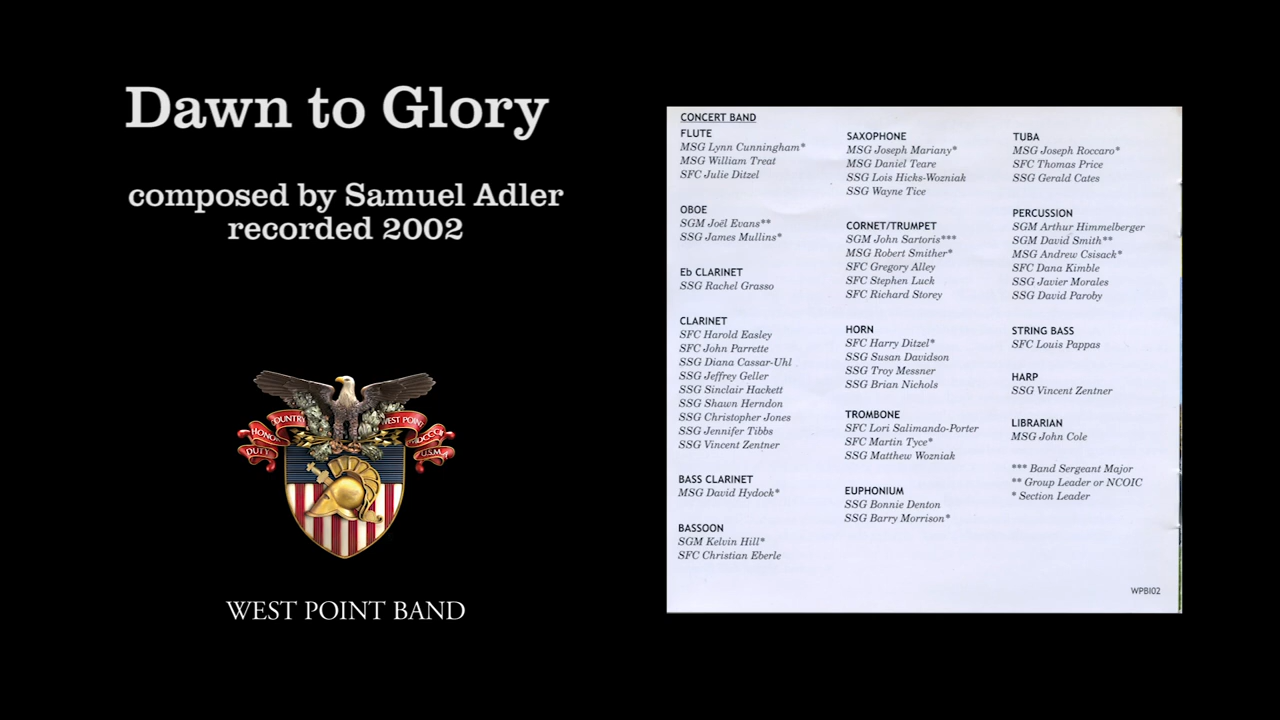 Dawn to Glory
composed by Samuel Adler
recorded 2002
HONOR
COUNTRY
DUTY
WEST POINT
MDCCCII
U.S.M.A.
WEST POINT BAND
CONCERT BAND
FLUTE
MSG Lynn Cunningham*
MSG William Treat
SFC Julie Ditzel
OBOE
SGM Joël Evans**
SSG James Mullins*
Eb CLARINET
SSG Rachel Grasso
CLARINET
SFC Harold Easley
SFC John Parrette
SSG Diana Cassar-Uhl
SSG Jeffrey Geller
SSG Sinclair Hackett
SSG Shawn Herndon
SSG Christopher Jones
SSG Jennifer Tibbs
SSG Vincent Zentner
BASS CLARINET
MSG David Hydock*
BASSOON
SGM Kelvin Hill*
SFC Christian Eberle
SAXOPHONE
MSG Joseph Mariany*
MSG Daniel Teare
SSG Lois Hicks-Wozniak
SSG Wayne Tice
CORNET/TRUMPET
SGM John Sartoris***
MSG Robert Smither*
SFC Gregory Alley
SFC Stephen Luck
SFC Richard Storey
HORN
SFC Harry Ditzel*
SSG Susan Davidson
SSG Troy Messner
SSG Brian Nichols
TROMBONE
SFC Lori Salimando-Porter
SFC Martin Tyce*
SSG Matthew Wozniak
EUPHONIUM
SSG Bonnie Denton
SSG Barry Morrison*
TUBA
MSG Joseph Roccaro*
SFC Thomas Price
SSG Gerald Cates
PERCUSSION
SGM Arthur Himmelberger
SGM David Smith**
MSG Andrew Csisack*
SFC Dana Kimble
SSG Javier Morales
SSG David Paroby
STRING BASS
SFC Louis Pappas
HARP
SSG Vincent Zentner
LIBRARIAN
MSG John Cole
*** Band Sergeant Major
** Group Leader or NCOIC
* Section Leader
WPBI02